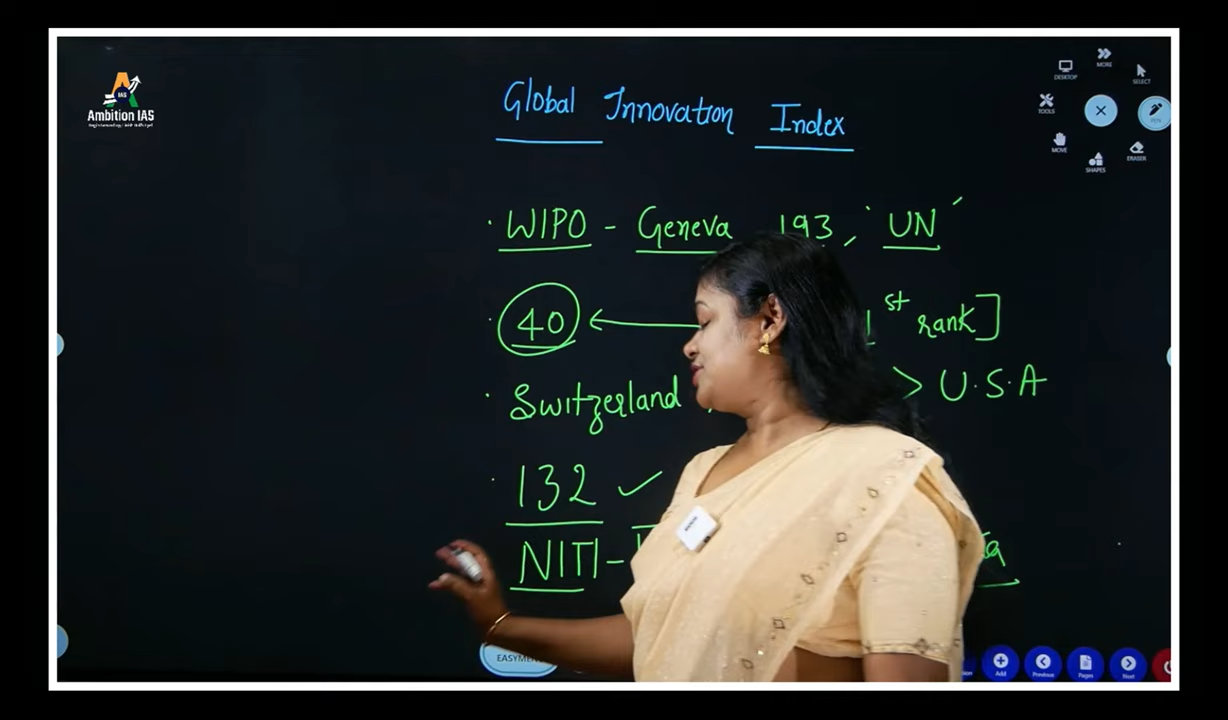 Ambition IAS
DESKTOP
MORE
SELECT
TOOLS
PEN
MOVE
SHAPES
ERASER
Global Innovation Index
· WIPO - Geneva 193, 'UN'
· 40 ← 1st rank]
· Switzerland > U.S.A
· 132 ✓
NITI -
Add
Previous
Pages
Next